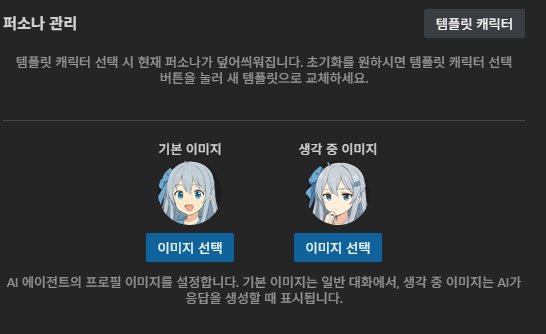 퍼소나 관리
템플릿 캐릭터
템플릿 캐릭터 선택 시 현재 퍼소나가 덮어씌워집니다. 초기화를 원하시면 템플릿 캐릭터 선택
버튼을 눌러 새 템플릿으로 교체하세요.
기본 이미지
생각 중 이미지
이미지 선택
이미지 선택
AI 에이전트의 프로필 이미지를 설정합니다. 기본 이미지는 일반 대화에서, 생각 중 이미지는 AI가
응답을 생성할 때 표시됩니다.